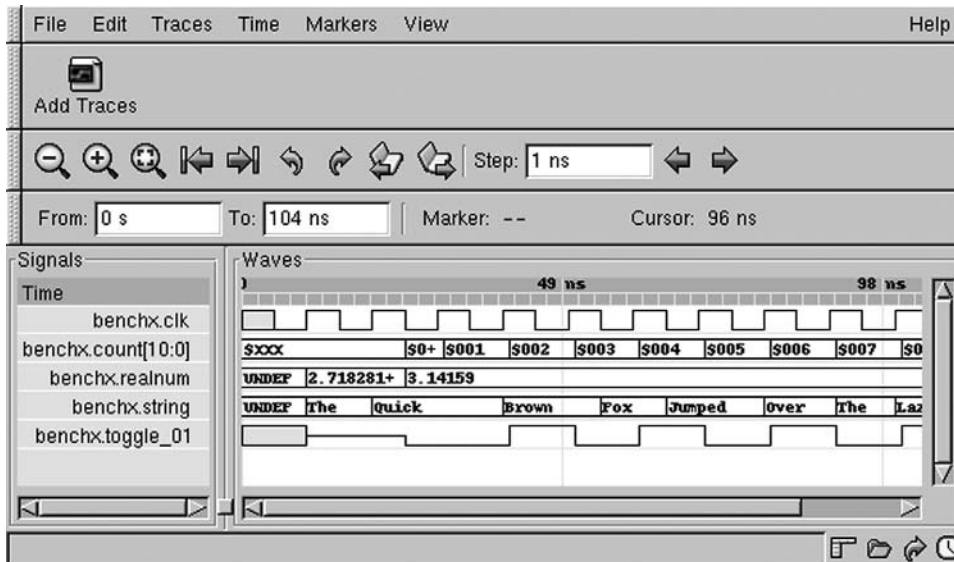 File Edit Traces Time Markers View Help
Add Traces
Step: 1 ns
From: 0 s To: 104 ns Marker: -- Cursor: 96 ns
Signals Waves
Time
49 ns 98 ns
benchx.clk
benchx.count[10:0] $XXX $0+ $001 $002 $003 $004 $005 $006 $007 $0
benchx.realnum UNDEF 2.718281+ 3.14159
benchx.string UNDEF The Quick Brown Fox Jumped Over The Laz
benchx.toggle_01